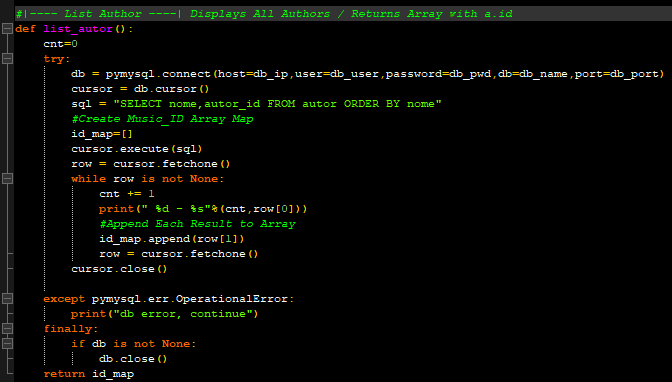 #|---- List Author ----| Displays All Authors / Returns Array with a.id
def list_autor():
    cnt=0
    try:
        db = pymysql.connect(host=db_ip,user=db_user,password=db_pwd,db=db_name,port=db_port)
        cursor = db.cursor()
        sql = "SELECT nome,autor_id FROM autor ORDER BY nome"
        #Create Music_ID Array Map
        id_map=[]
        cursor.execute(sql)
        row = cursor.fetchone()
        while row is not None:
            cnt += 1
            print(" %d - %s"%(cnt,row[0]))
            #Append Each Result to Array
            id_map.append(row[1])
            row = cursor.fetchone()
        cursor.close()
    except pymysql.err.OperationalError:
        print("db error, continue")
    finally:
        if db is not None:
            db.close()
    return id_map